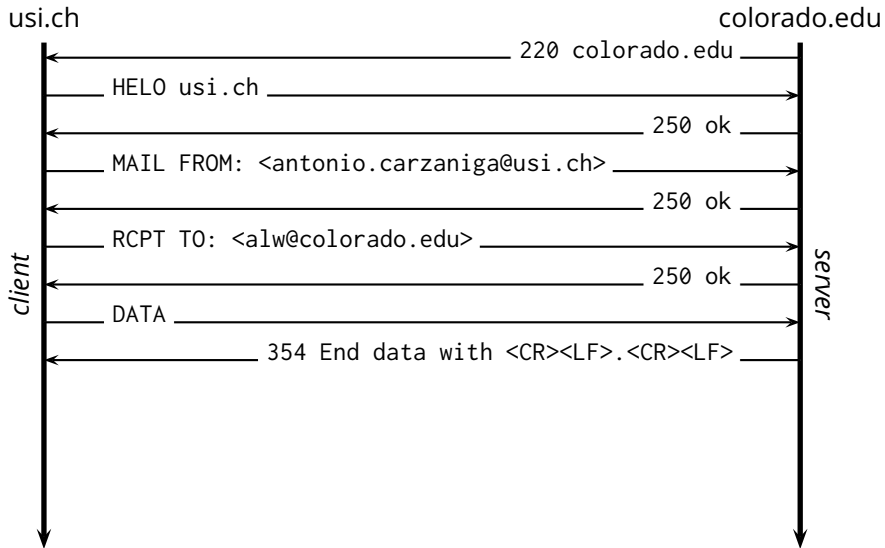 usi.ch
colorado.edu
220 colorado.edu
HELO usi.ch
250 ok
MAIL FROM: <antonio.carzaniga@usi.ch>
250 ok
RCPT TO: <alw@colorado.edu>
client
server
250 ok
DATA
354 End data with <CR><LF>.<CR><LF>